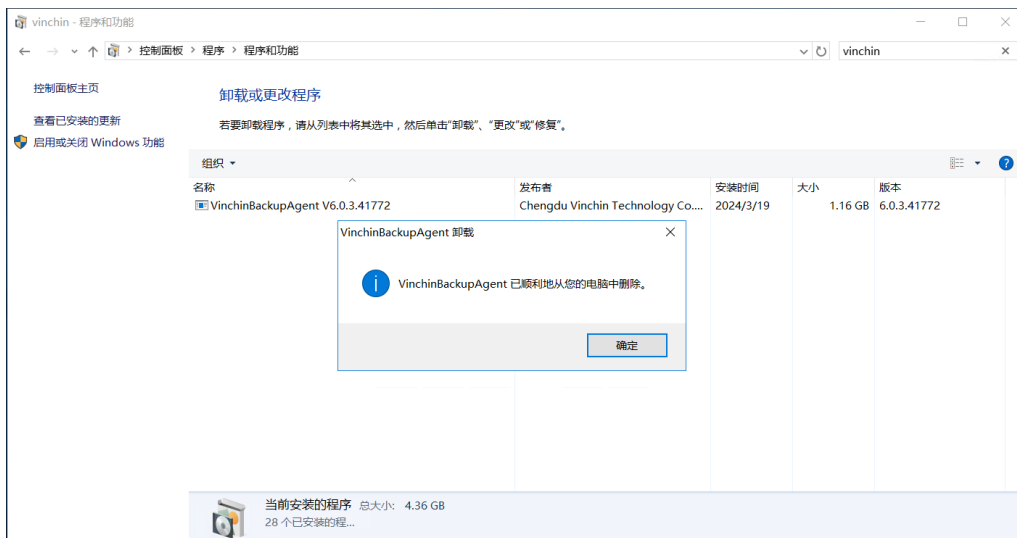 vinchin - 程序和功能
控制面板 > 程序 > 程序和功能
vinchin
控制面板主页
查看已安装的更新
启用或关闭 Windows 功能
卸载或更改程序
若要卸载程序，请从列表中将其选中，然后单击“卸载”、“更改”或“修复”。
组织
名称 发布者 安装时间 大小 版本
VinchinBackupAgent V6.0.3.41772 Chengdu Vinchin Technology Co.... 2024/3/19 1.16 GB 6.0.3.41772
VinchinBackupAgent 卸载
VinchinBackupAgent 已顺利地从您的电脑中删除。
确定
当前安装的程序 总大小: 4.36 GB
28 个已安装的程...